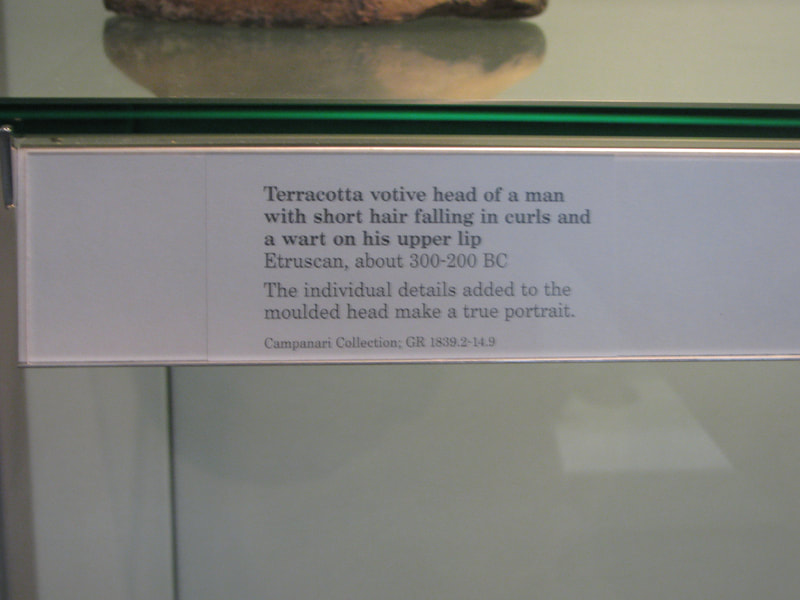 Terracotta votive head of a man
with short hair falling in curls and
a wart on his upper lip
Etruscan, about 300-200 BC
The individual details added to the
moulded head make a true portrait.
Campanari Collection; GR 1839.2-14.9